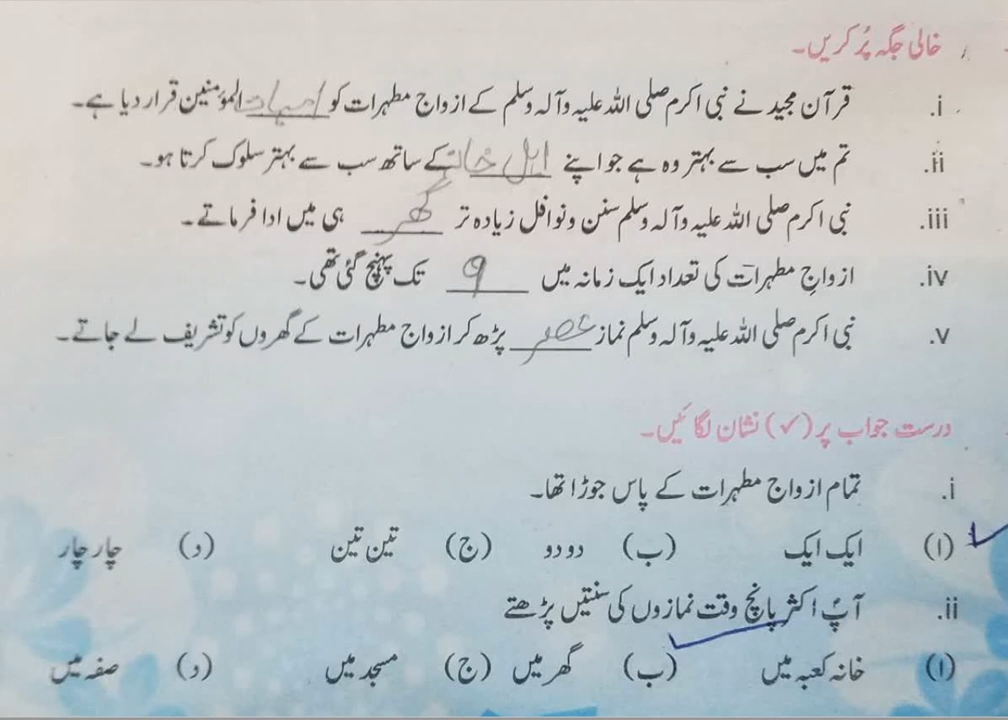 خالی جگہ پُر کریں۔
i. قرآن مجید نے نبی اکرم صلی اللہ علیہ وآلہ وسلم کے ازواج مطہرات کو امہات المؤمنین قرار دیا ہے۔
ii. تم میں سب سے بہتر وہ ہے جو اپنے اہل خانہ کے ساتھ سب سے بہتر سلوک کرتا ہو۔
iii. نبی اکرم صلی اللہ علیہ وآلہ وسلم سنن ونوافل زیادہ تر گھر ہی میں ادا فرماتے۔
iv. ازواجِ مطہراتؓ کی تعداد ایک زمانہ میں 9 تک پہنچ گئی تھی۔
v. نبی اکرم صلی اللہ علیہ وآلہ وسلم نماز عصر پڑھ کر ازواج مطہرات کے گھروں کو تشریف لے جاتے۔
درست جواب پر (✓) نشان لگائیں۔
i. تمام ازواج مطہرات کے پاس جوڑا تھا۔
(ا) ایک ایک (ب) دو دو (ج) تین تین (د) چار چار
ii. آپؐ اکثر پانچ وقت نمازوں کی سنتیں پڑھتے
(ا) خانہ کعبہ میں (ب) گھر میں (ج) مسجد میں (د) صفہ میں